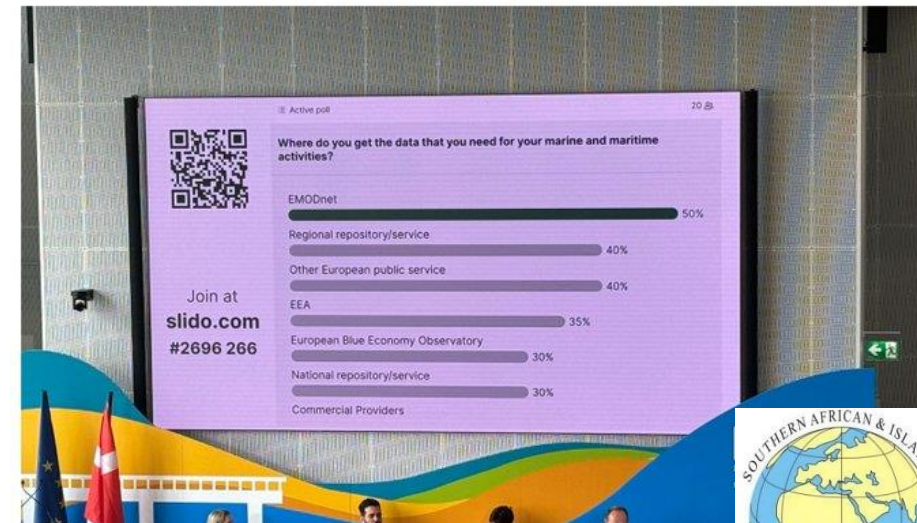 Active poll
20
Where do you get the data that you need for your marine and maritime
activities?
EMODnet
50%
Regional repository/service
40%
Other European public service
40%
EEA
35%
European Blue Economy Observatory
30%
National repository/service
30%
Commercial Providers
Join at
slido.com
#2696 266
SOUTHERN AFRICAN &